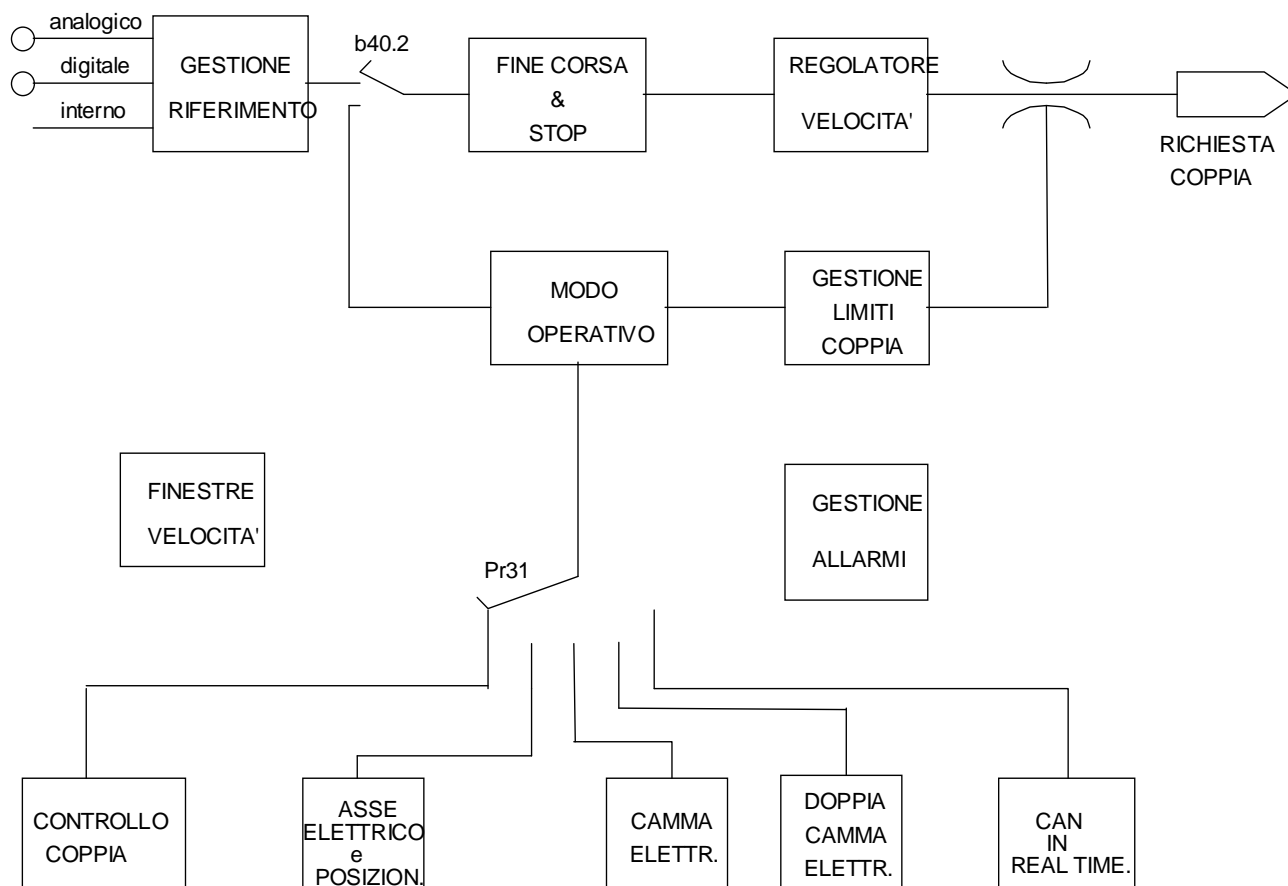 analogico
digitale
interno
GESTIONE
RIFERIMENTO
b40.2
FINE CORSA
&
STOP
REGOLATORE
VELOCITA'
RICHIESTA
COPPIA
MODO
OPERATIVO
GESTIONE
LIMITI
COPPIA
FINESTRE
VELOCITA'
GESTIONE
ALLARMI
Pr31
CONTROLLO
COPPIA
ASSE
ELETTRICO
e
POSIZION.
CAMMA
ELETTR.
DOPPIA
CAMMA
ELETTR.
CAN
IN
REAL TIME.